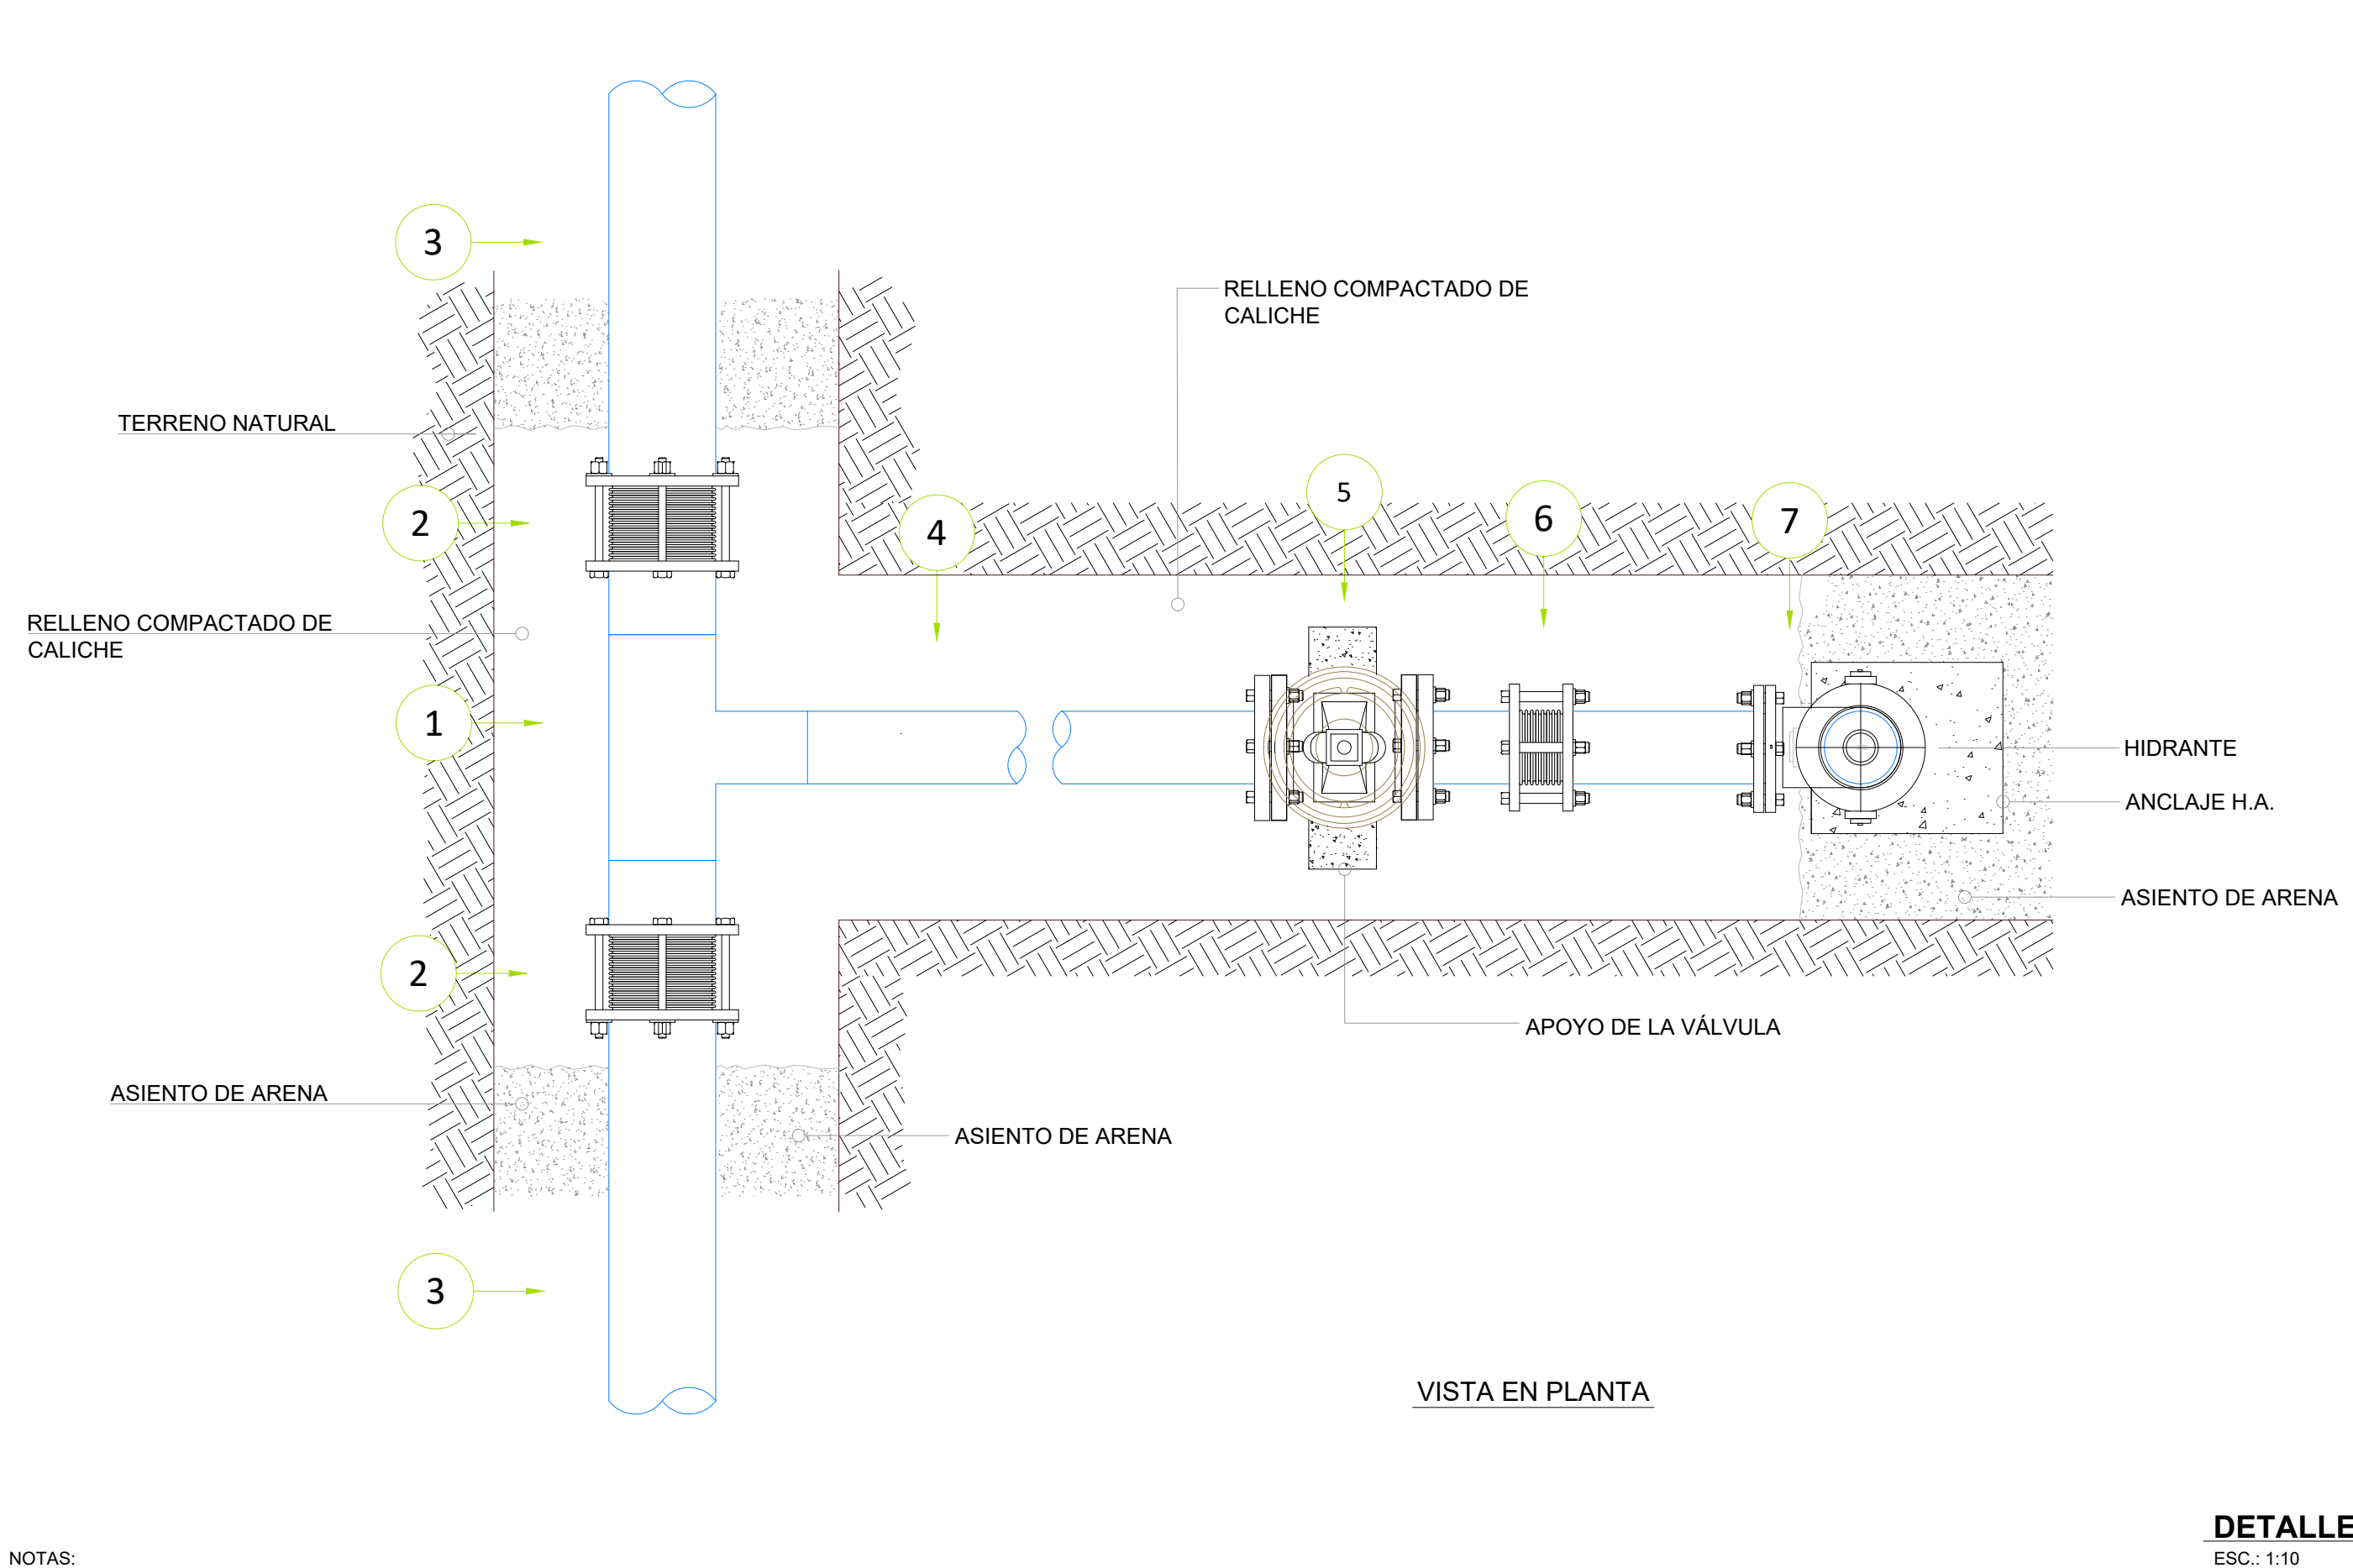 3
RELLENO COMPACTADO DE
CALICHE
TERRENO NATURAL
5
2
4
6
7
RELLENO COMPACTADO DE
CALICHE
1
HIDRANTE
ANCLAJE H.A.
ASIENTO DE ARENA
2
APOYO DE LA VÁLVULA
ASIENTO DE ARENA
ASIENTO DE ARENA
3
VISTA EN PLANTA
DETALLE
ESC.: 1:10
NOTAS: